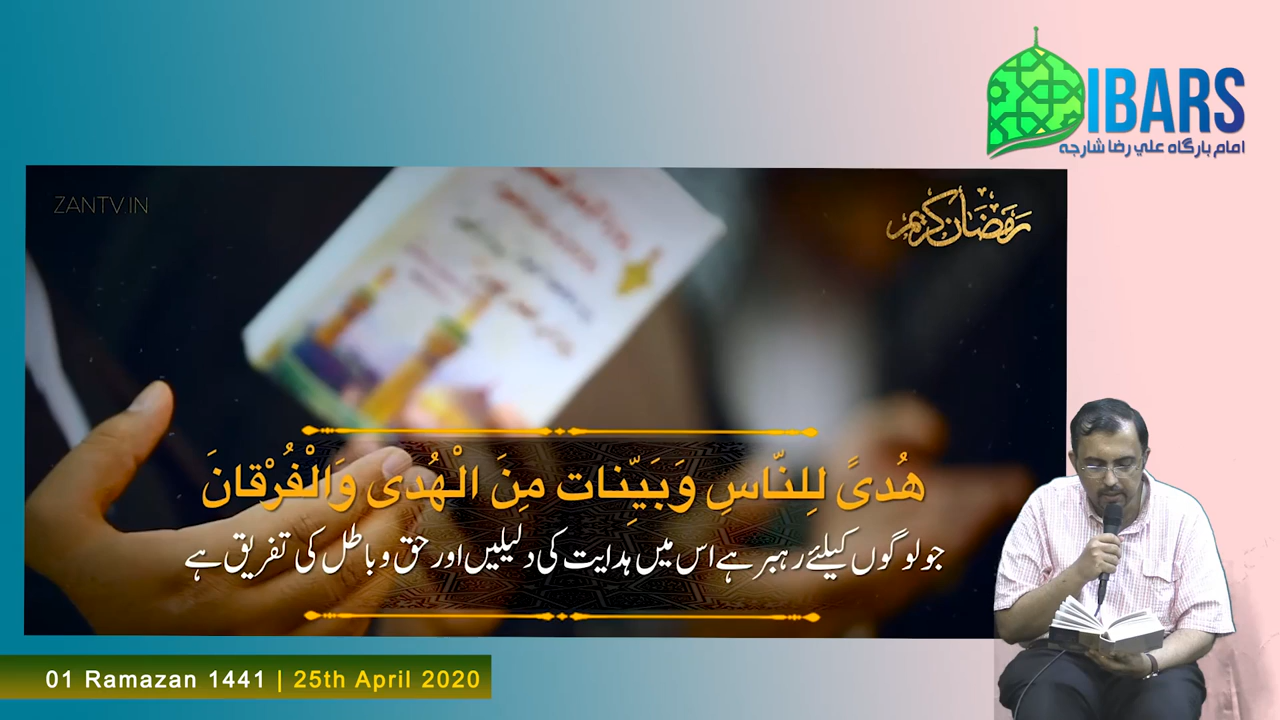 IBARS
امام بارگاه علي رضا شارجه
ZANTV.IN
رمضان كريم
هُدىً لِلنّاسِ وَبَيِّنات مِنَ الْهُدى وَالْفُرْقانَ
جو لوگوں کیلئے رہبر ہے اس میں ہدایت کی دلیلیں اور حق و باطل کی تفریق ہے
01 Ramazan 1441 | 25th April 2020